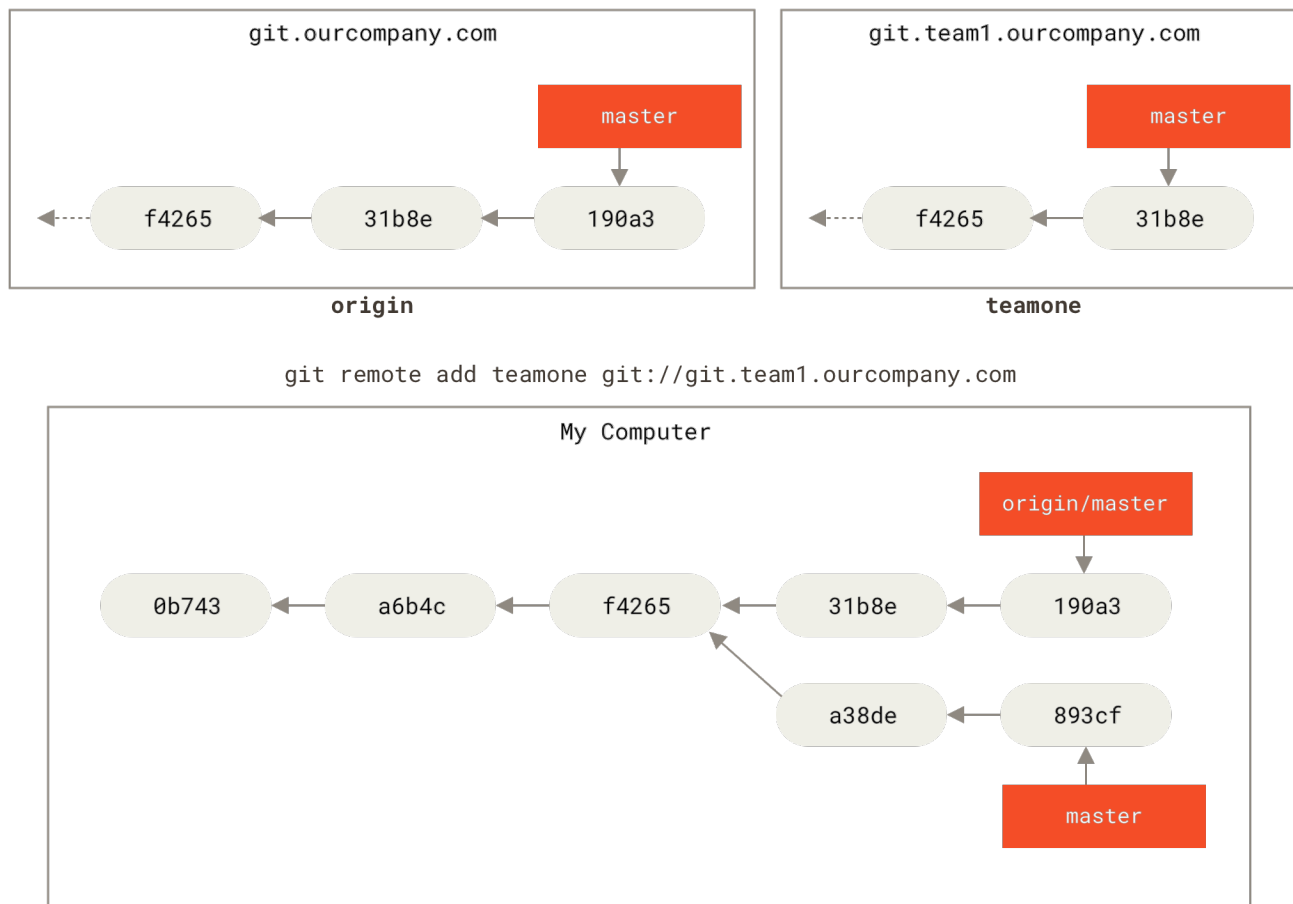 git.ourcompany.com
master
f4265
31b8e
190a3
origin
git.team1.ourcompany.com
master
f4265
31b8e
teamone
git remote add teamone git://git.team1.ourcompany.com
My Computer
origin/master
0b743
a6b4c
f4265
31b8e
190a3
a38de
893cf
master